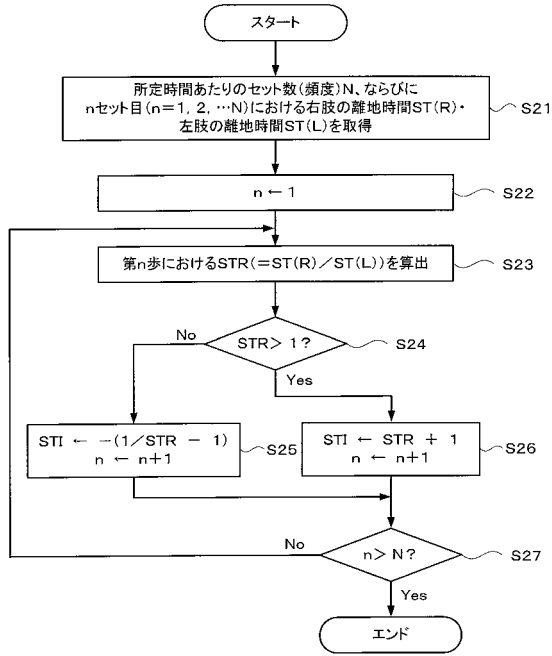 スタート
所定時間あたりのセット数(頻度)N、ならびに
nセット目(n=1, 2, …N)における右肢の離地時間ST(R)・
左肢の離地時間ST(L)を取得
S21
n ← 1
S22
第n歩におけるSTR(=ST(R)/ST(L))を算出
S23
STR> 1?
S24
No
Yes
STI ← -(1/STR - 1)
n ← n+1
S25
STI ← STR + 1
n ← n+1
S26
n> N?
S27
No
Yes
エンド